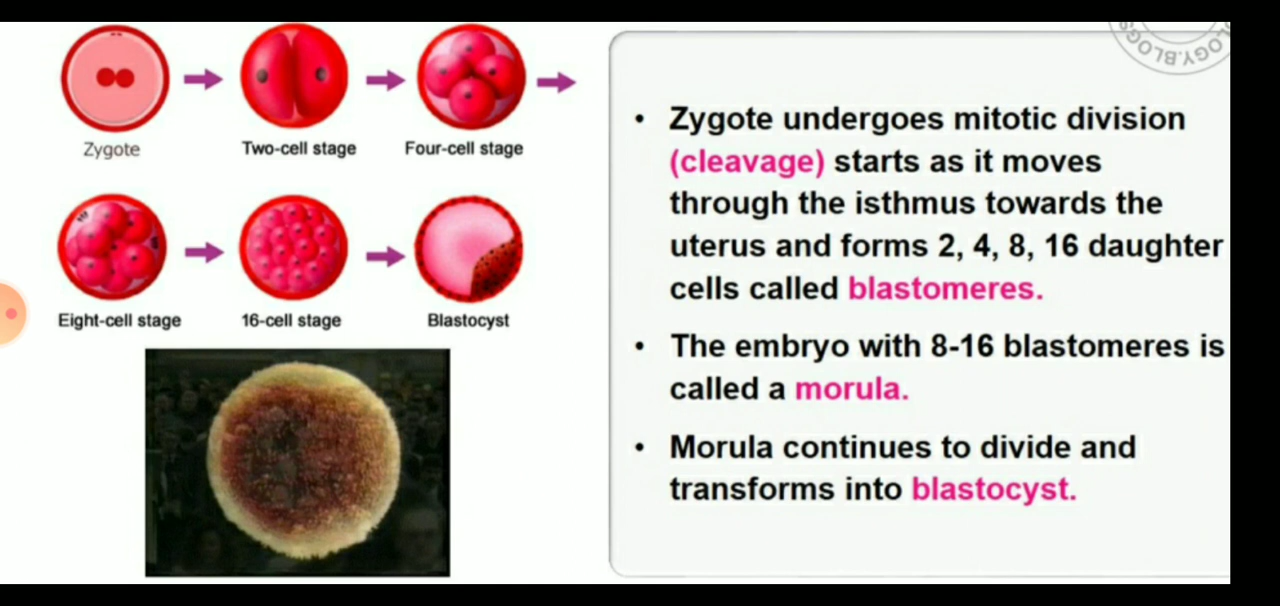 Zygote
Two-cell stage
Four-cell stage
Eight-cell stage
16-cell stage
Blastocyst
• Zygote undergoes mitotic division
(cleavage) starts as it moves
through the isthmus towards the
uterus and forms 2, 4, 8, 16 daughter
cells called blastomeres.
• The embryo with 8-16 blastomeres is
called a morula.
• Morula continues to divide and
transforms into blastocyst.